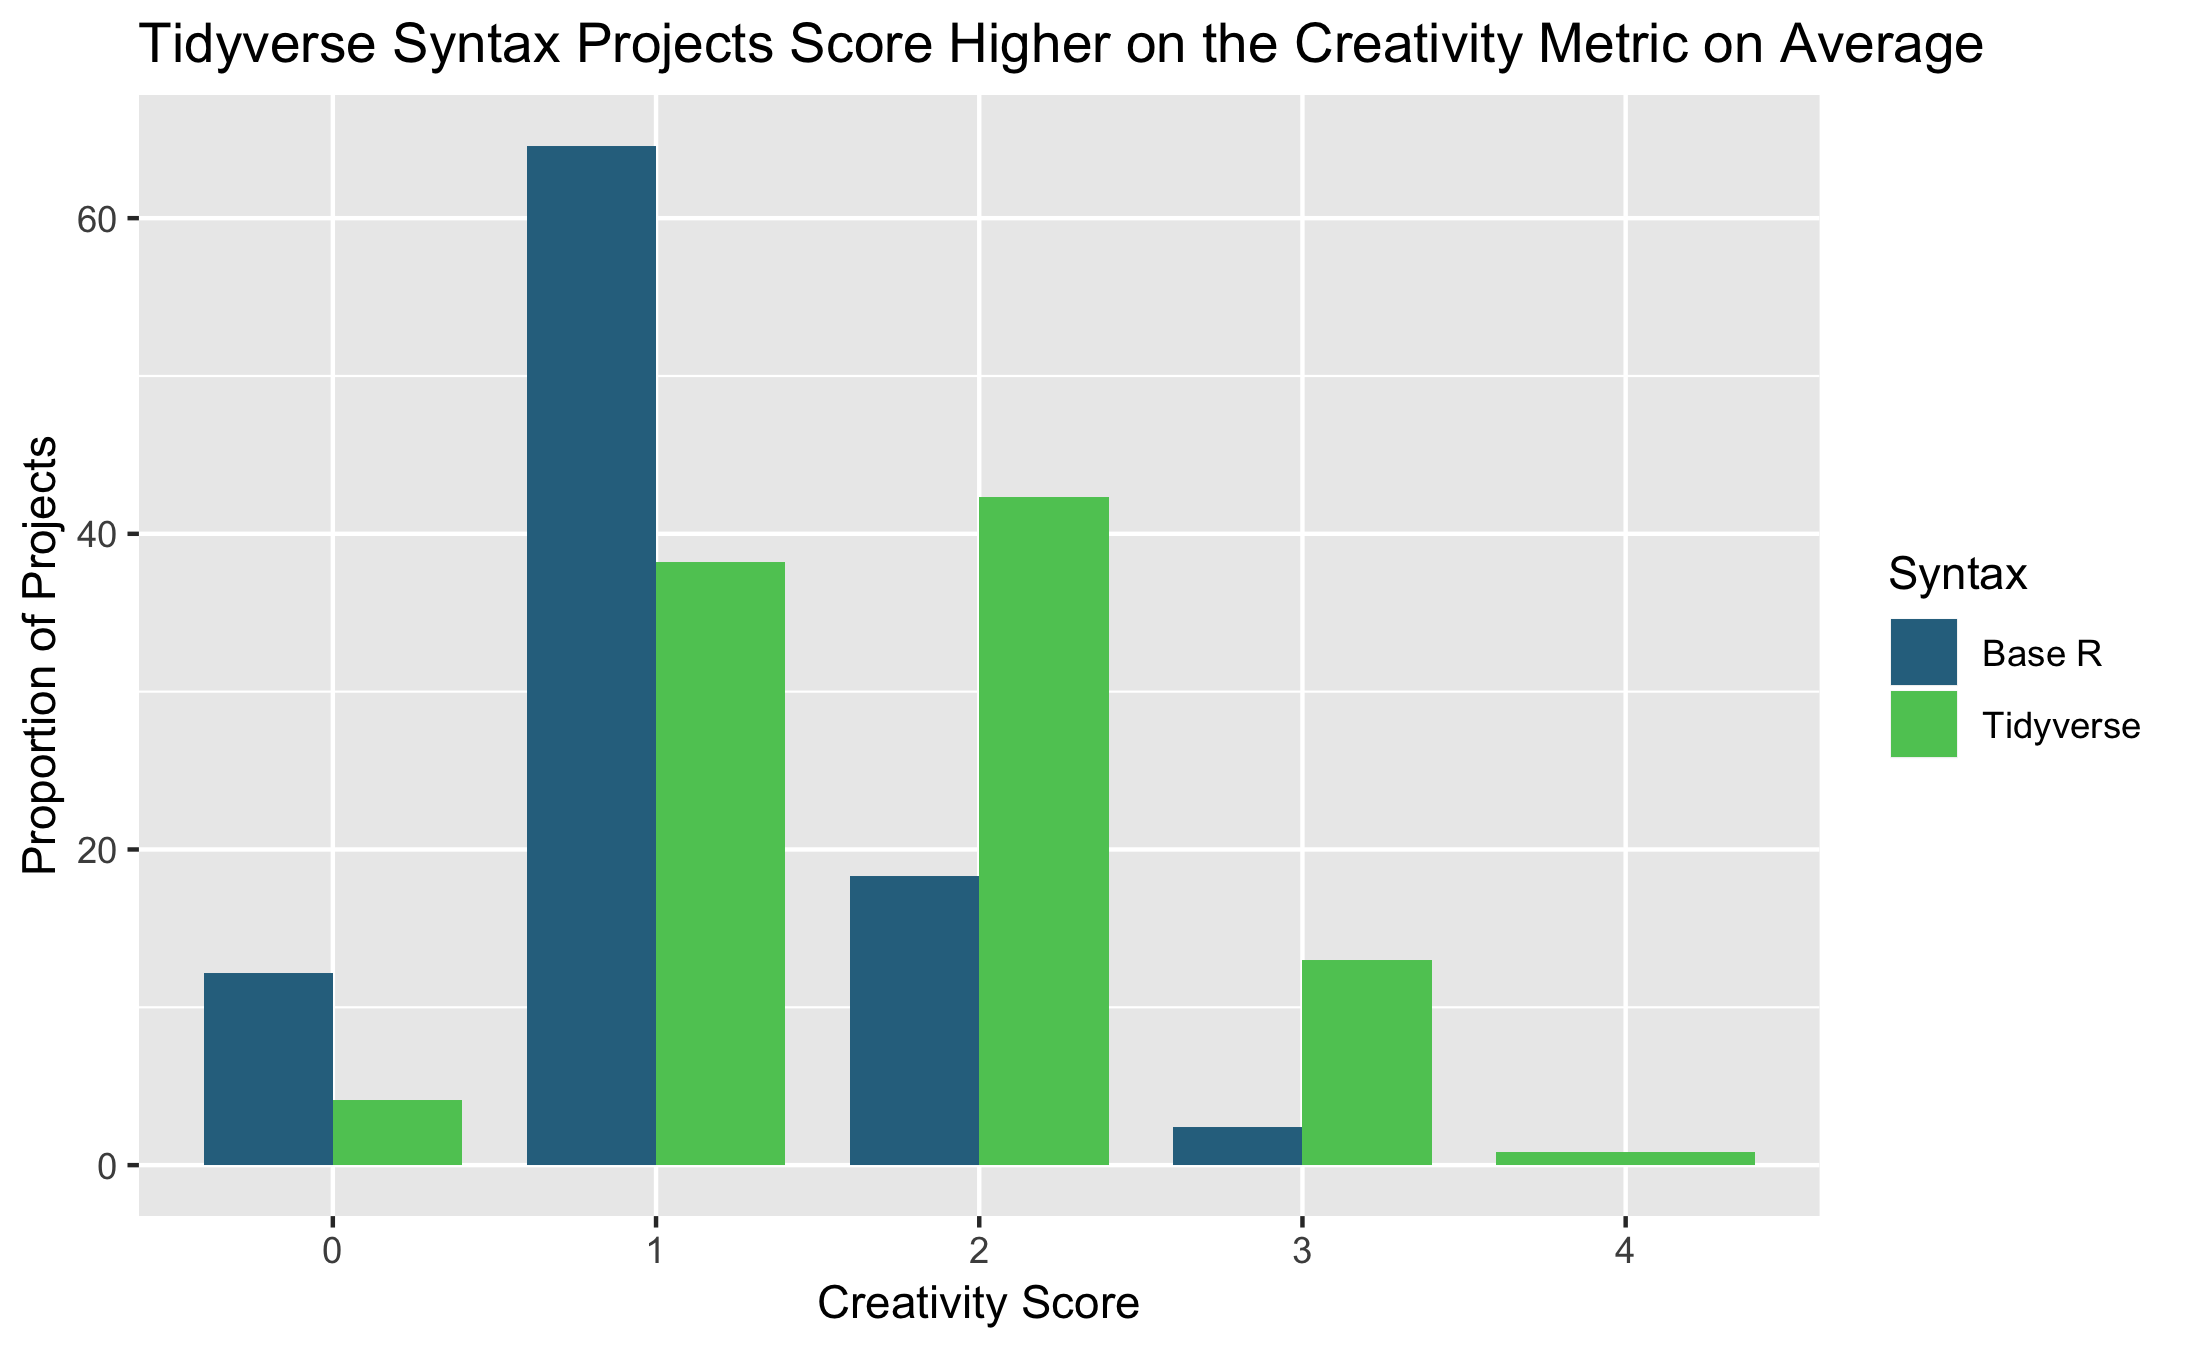 Tidyverse Syntax Projects Score Higher on the Creativity Metric on Average
Proportion of Projects
60
40
20
0
0 1 2 3 4
Creativity Score
Syntax
Base R
Tidyverse